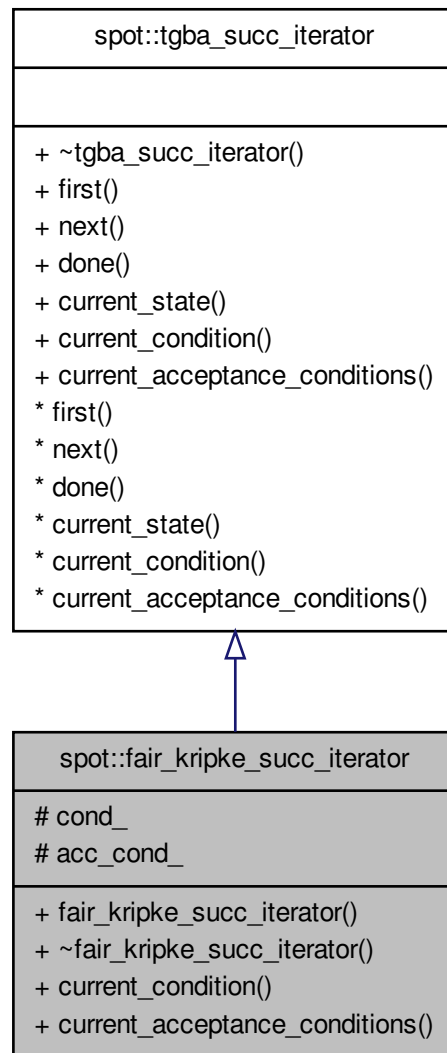 spot::tgba_succ_iterator
+ ~tgba_succ_iterator()
+ first()
+ next()
+ done()
+ current_state()
+ current_condition()
+ current_acceptance_conditions()
* first()
* next()
* done()
* current_state()
* current_condition()
* current_acceptance_conditions()
spot::fair_kripke_succ_iterator
# cond_
# acc_cond_
+ fair_kripke_succ_iterator()
+ ~fair_kripke_succ_iterator()
+ current_condition()
+ current_acceptance_conditions()